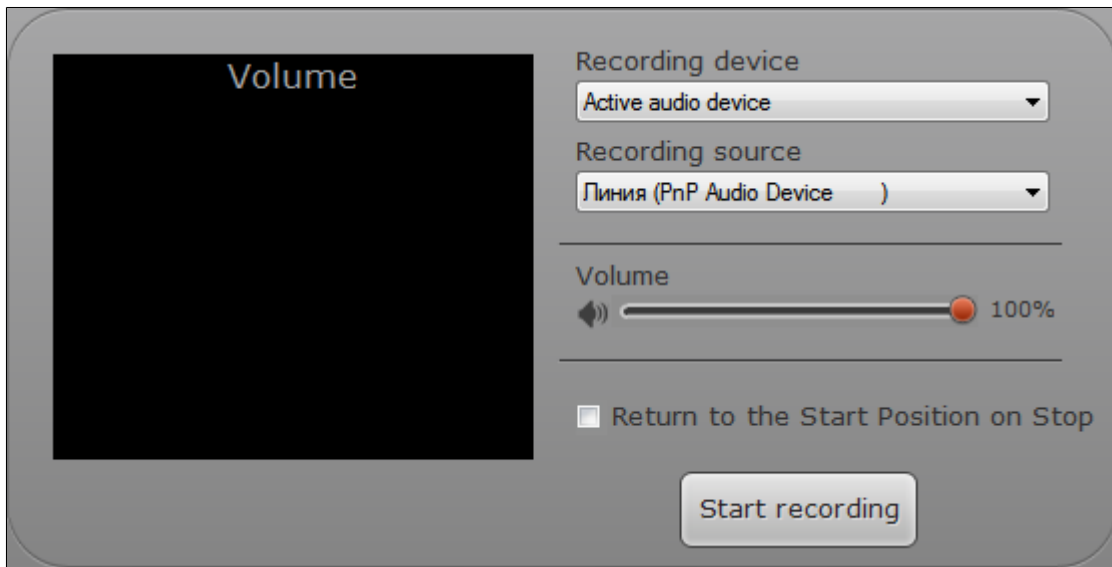 Volume
Recording device
Active audio device
Recording source
Линия (PnP Audio Device      )
Volume
100%
Return to the Start Position on Stop
Start recording